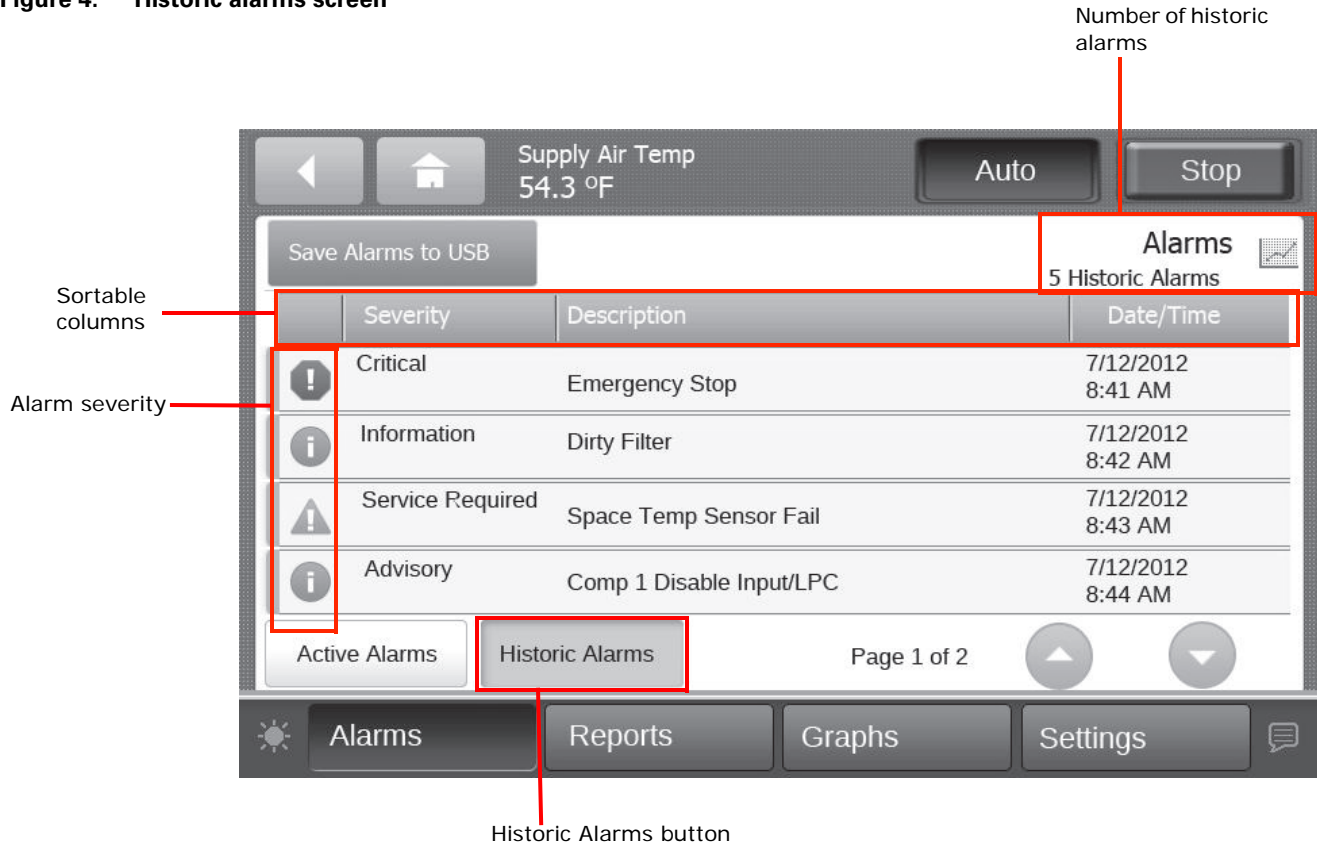 Figure 4. Historic alarms screen
Number of historic
alarms
Supply Air Temp
54.3 °F
Auto
Stop
Save Alarms to USB
Alarms
5 Historic Alarms
Sortable
columns
Severity
Description
Date/Time
Alarm severity
Critical
Emergency Stop
7/12/2012
8:41 AM
Information
Dirty Filter
7/12/2012
8:42 AM
Service Required
Space Temp Sensor Fail
7/12/2012
8:43 AM
Advisory
Comp 1 Disable Input/LPC
7/12/2012
8:44 AM
Active Alarms
Historic Alarms
Page 1 of 2
Alarms
Reports
Graphs
Settings
Historic Alarms button